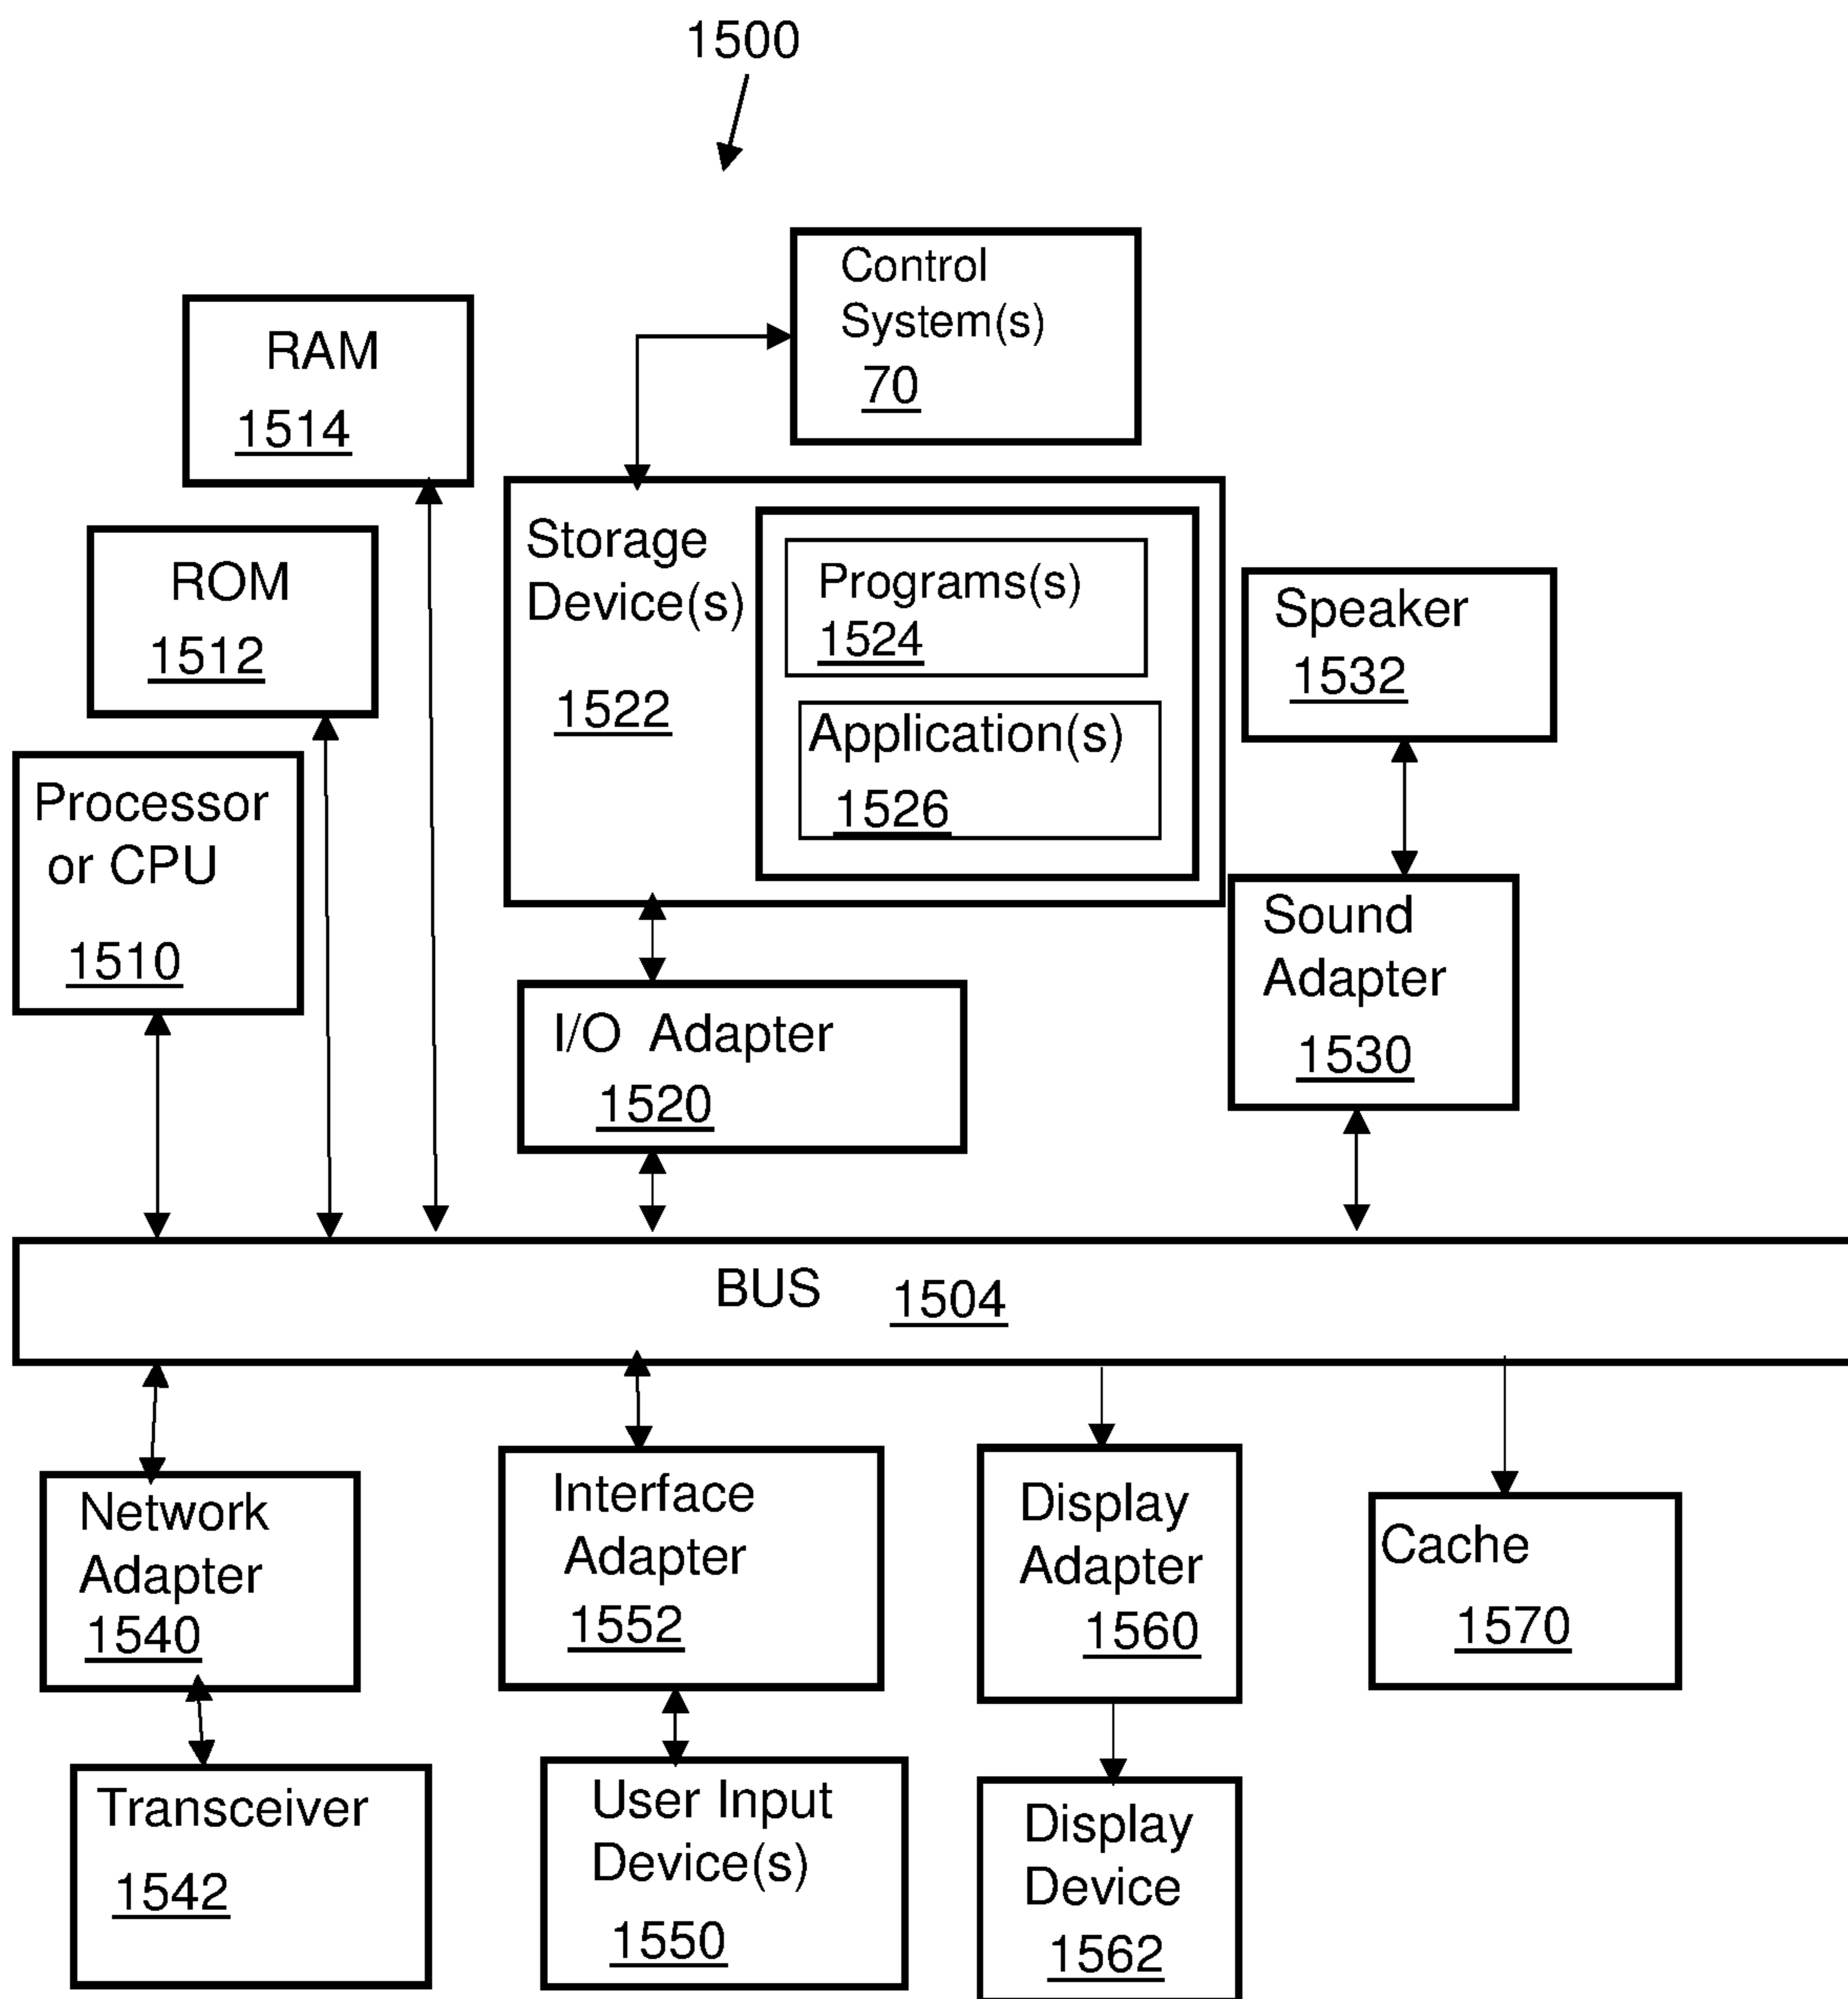 1500
Control
System(s)
70
RAM
1514
ROM
1512
Processor
or CPU
1510
Storage
Device(s)
1522
Programs(s)
1524
Application(s)
1526
Speaker
1532
Sound
Adapter
1530
I/O Adapter
1520
BUS 1504
Network
Adapter
1540
Interface
Adapter
1552
Display
Adapter
1560
Cache
1570
Transceiver
1542
User Input
Device(s)
1550
Display
Device
1562